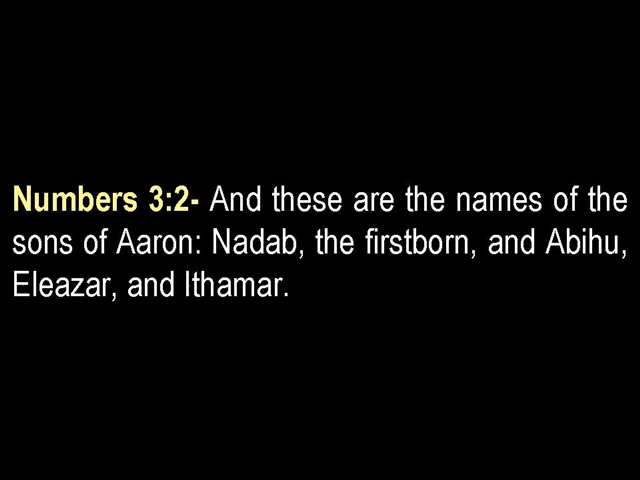 Numbers 3:2- And these are the names of the
sons of Aaron: Nadab, the firstborn, and Abihu,
Eleazar, and Ithamar.